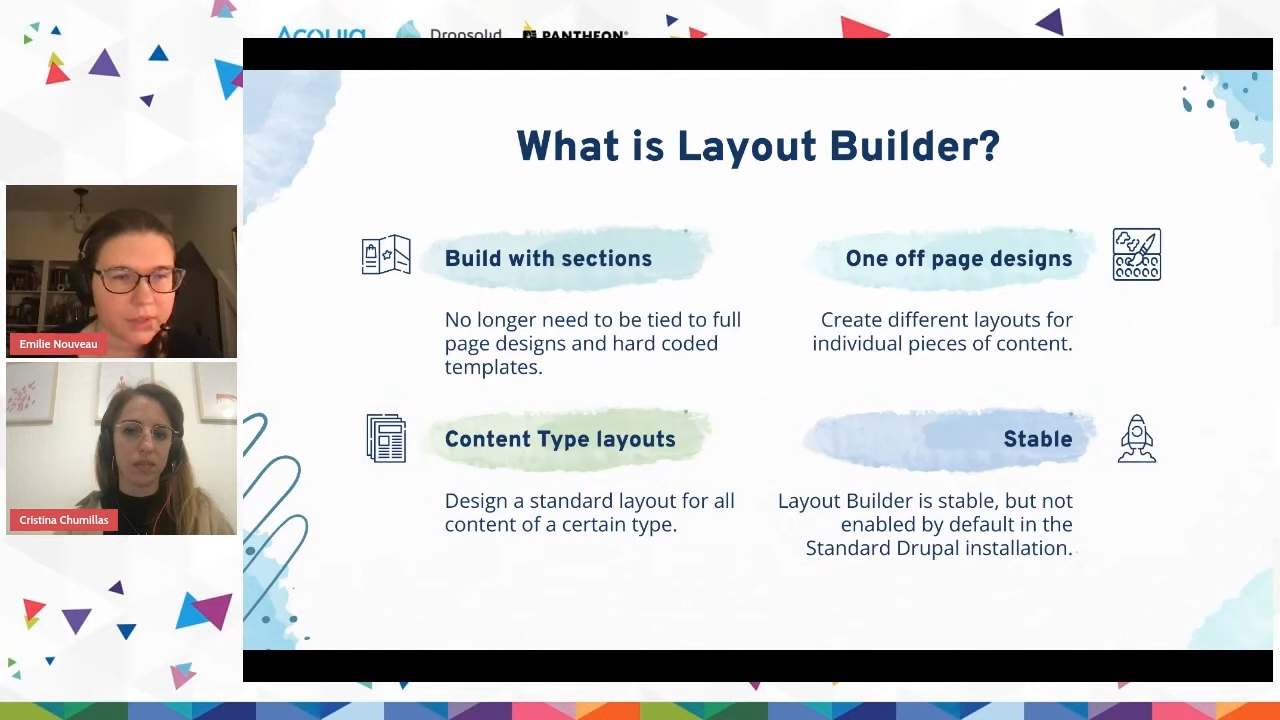 Acquia Dropsolid PANTHEON
What is Layout Builder?
Build with sections
No longer need to be tied to full
page designs and hard coded
templates.
One off page designs
Create different layouts for
individual pieces of content.
Content Type layouts
Design a standard layout for all
content of a certain type.
Stable
Layout Builder is stable, but not
enabled by default in the
Standard Drupal installation.
Emilie Nouveau
Cristina Chumillas